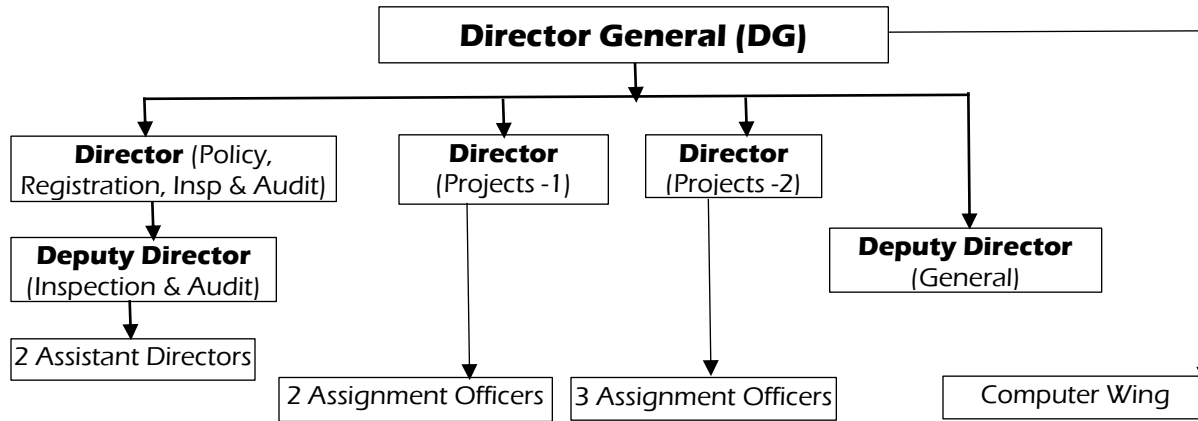 Director General (DG)
Director (Policy,
Registration, Insp & Audit)
Director
(Projects -1)
Director
(Projects -2)
Deputy Director
(Inspection & Audit)
Deputy Director
(General)
2 Assistant Directors
2 Assignment Officers
3 Assignment Officers
Computer Wing